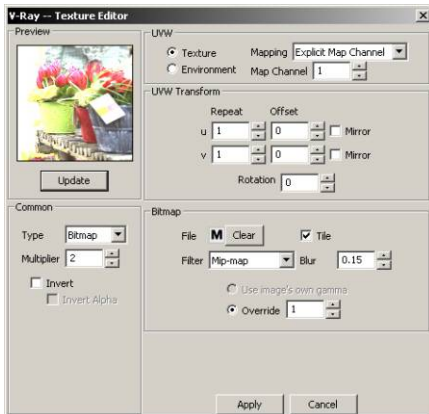 V-Ray -- Texture Editor
Preview
Update
UVW
Texture
Mapping Explicit Map Channel
Environment
Map Channel 1
UVW Transform
Repeat Offset
u 1 0 Mirror
v 1 0 Mirror
Rotation 0
Common
Type Bitmap
Multiplier 2
Invert
Invert Alpha
Bitmap
File M Clear Tile
Filter Mip-map Blur 0.15
Use image's own gamma
Override 1
Apply Cancel